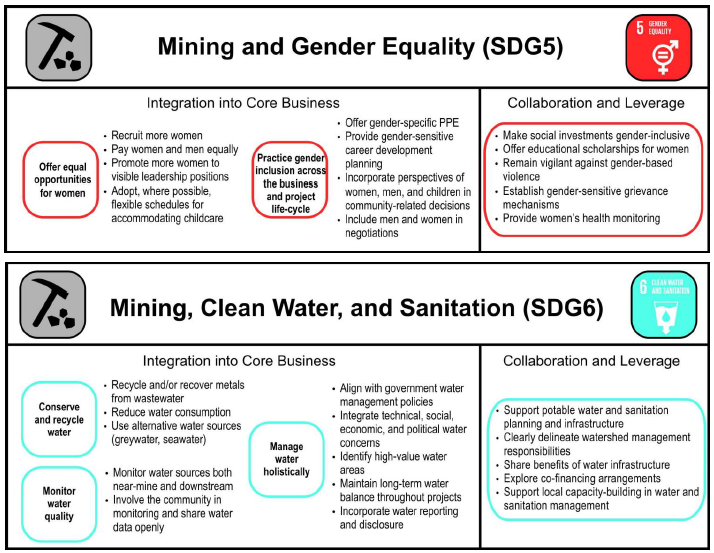 Mining and Gender Equality (SDG5)
5 GENDER
EQUALITY
Integration into Core Business
Offer equal
opportunities
for women
• Recruit more women
• Pay women and men equally
• Promote more women to
visible leadership positions
• Adopt, where possible,
flexible schedules for
accommodating childcare
Practice gender
inclusion across
the business
and project
life-cycle
• Offer gender-specific PPE
• Provide gender-sensitive
career development
planning
• Incorporate perspectives of
women, men, and children in
community-related decisions
• Include men and women in
negotiations
Collaboration and Leverage
• Make social investments gender-inclusive
• Offer educational scholarships for women
• Remain vigilant against gender-based
violence
• Establish gender-sensitive grievance
mechanisms
• Provide women's health monitoring
Mining, Clean Water, and Sanitation (SDG6)
6 CLEAN WATER
AND SANITATION
Integration into Core Business
Conserve
and recycle
water
• Recycle and/or recover metals
from wastewater
• Reduce water consumption
• Use alternative water sources
(greywater, seawater)
Monitor
water
quality
• Monitor water sources both
near-mine and downstream
• Involve the community in
monitoring and share water
data openly
Manage
water
holistically
• Align with government water
management policies
• Integrate technical, social,
economic, and political water
concerns
• Identify high-value water
areas
• Maintain long-term water
balance throughout projects
• Incorporate water reporting
and disclosure
Collaboration and Leverage
• Support potable water and sanitation
planning and infrastructure
• Clearly delineate watershed management
responsibilities
• Share benefits of water infrastructure
• Explore co-financing arrangements
• Support local capacity-building in water and
sanitation management